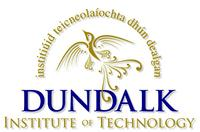 institiúid teicneolaíochta dhún dealgan
DUNDALK
INSTITUTE OF TECHNOLOGY